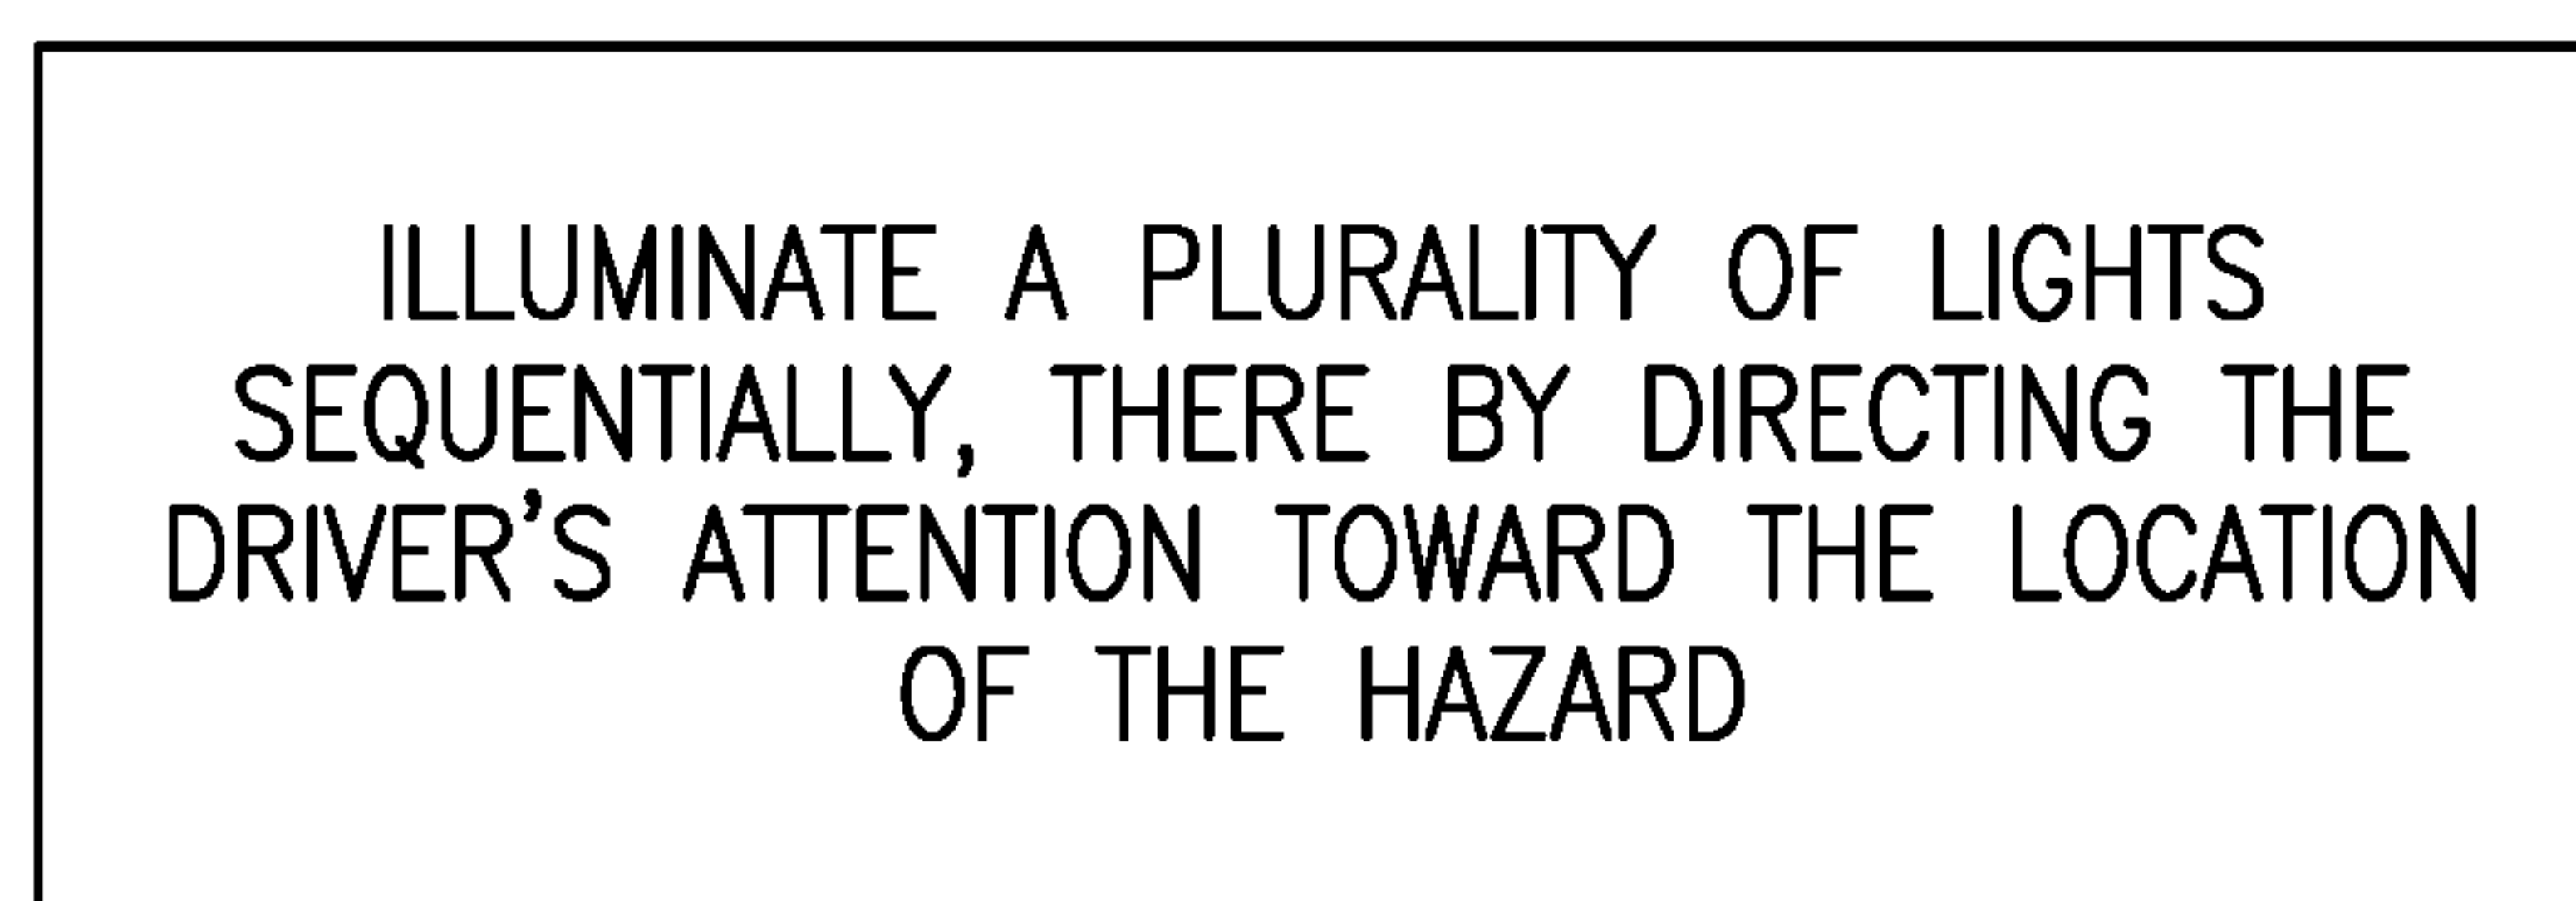 ILLUMINATE A PLURALITY OF LIGHTS
SEQUENTIALLY, THERE BY DIRECTING THE
DRIVER'S ATTENTION TOWARD THE LOCATION
OF THE HAZARD